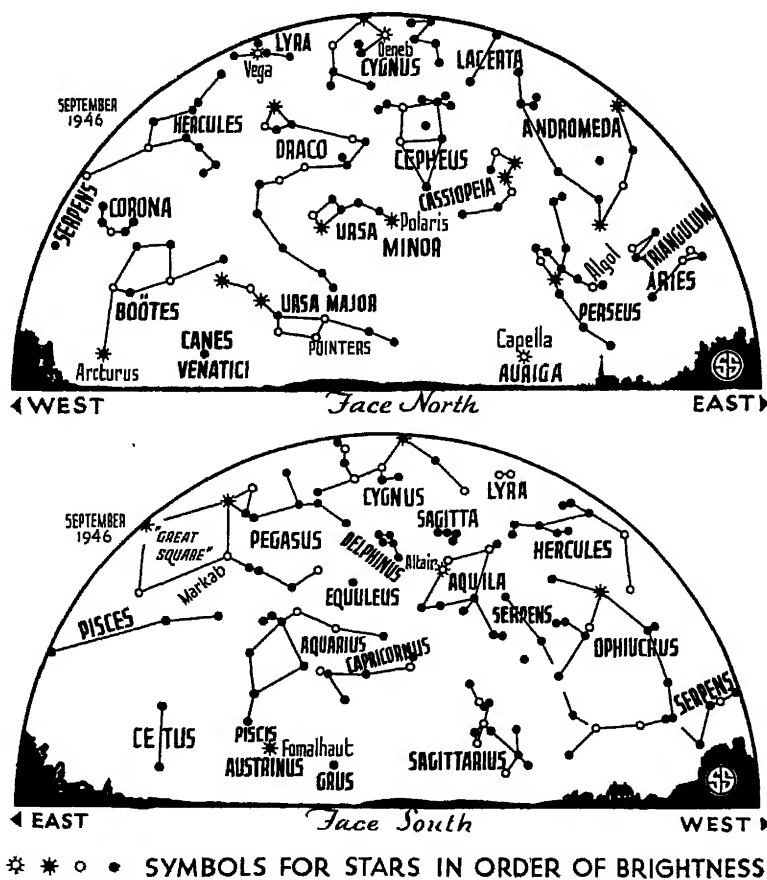 LYRA
Vega
Deneb
CYGNUS
LACERTA
SEPTEMBER
1946
HERCULES
DRACO
CEPHEUS
ANDROMEDA
CASSIOPEIA
SERPENS
CORONA
URSA
MINOR
Polaris
TRIANGULUM
ARIES
Algol
BOÖTES
URSA MAJOR
POINTERS
PERSEUS
CANES
VENATICI
Arcturus
Capella
AURIGA
SS
WEST
Face North
EAST
SEPTEMBER
1946
CYGNUS
LYRA
SAGITTA
"GREAT
SQUARE"
PEGASUS
DELPHINUS
HERCULES
Markab
Altair
AQUILA
EQUULEUS
PISCES
SERPENS
AQUARIUS
CAPRICORNUS
OPHIUCHUS
SERPENS
CETUS
PISCIS
AUSTRINUS
Fomalhaut
GRUS
SAGITTARIUS
SS
EAST
Face South
WEST
SYMBOLS FOR STARS IN ORDER OF BRIGHTNESS